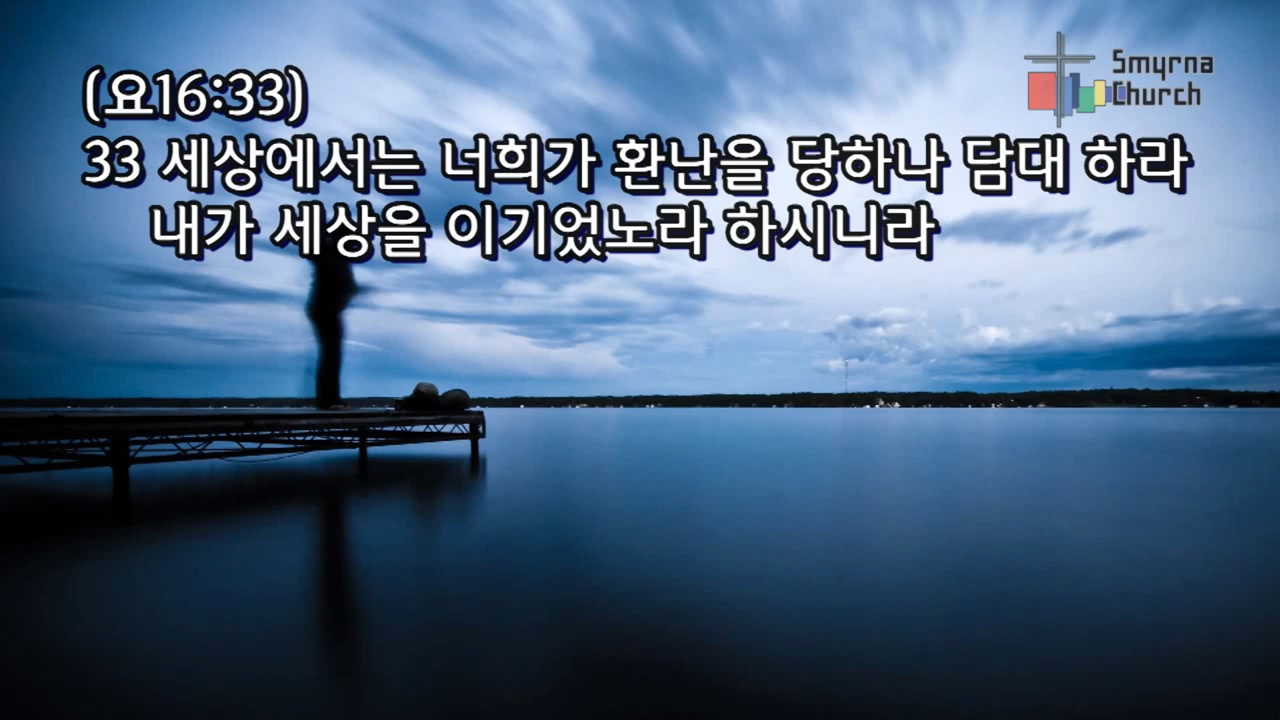 (요16:33)
33 세상에서는 너희가 환난을 당하나 담대 하라
내가 세상을 이기었노라 하시니라
Smyrna
Church